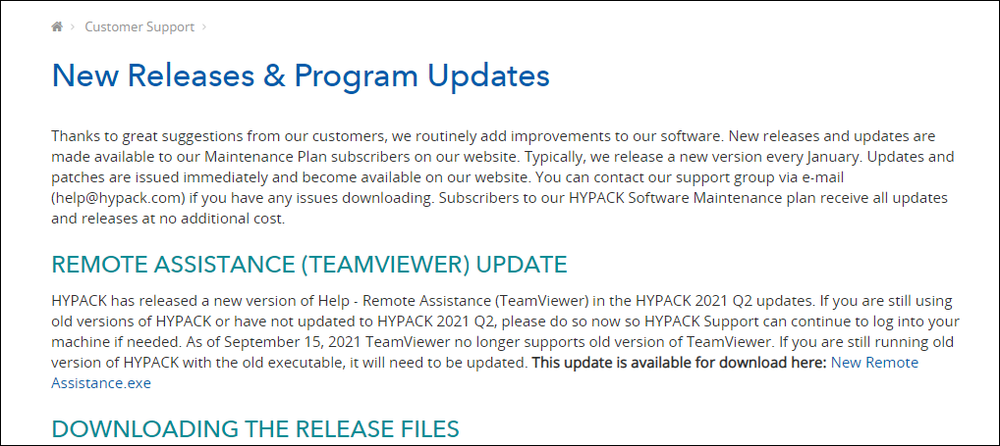 Customer Support
New Releases & Program Updates
Thanks to great suggestions from our customers, we routinely add improvements to our software. New releases and updates are
made available to our Maintenance Plan subscribers on our website. Typically, we release a new version every January. Updates and
patches are issued immediately and become available on our website. You can contact our support group via e-mail
(help@hypack.com) if you have any issues downloading. Subscribers to our HYPACK Software Maintenance plan receive all updates
and releases at no additional cost.
REMOTE ASSISTANCE (TEAMVIEWER) UPDATE
HYPACK has released a new version of Help - Remote Assistance (TeamViewer) in the HYPACK 2021 Q2 updates. If you are still using
old versions of HYPACK or have not updated to HYPACK 2021 Q2, please do so now so HYPACK Support can continue to log into your
machine if needed. As of September 15, 2021 TeamViewer no longer supports old version of TeamViewer. If you are still running old
version of HYPACK with the old executable, it will need to be updated. This update is available for download here: New Remote
Assistance.exe
DOWNLOADING THE RELEASE FILES